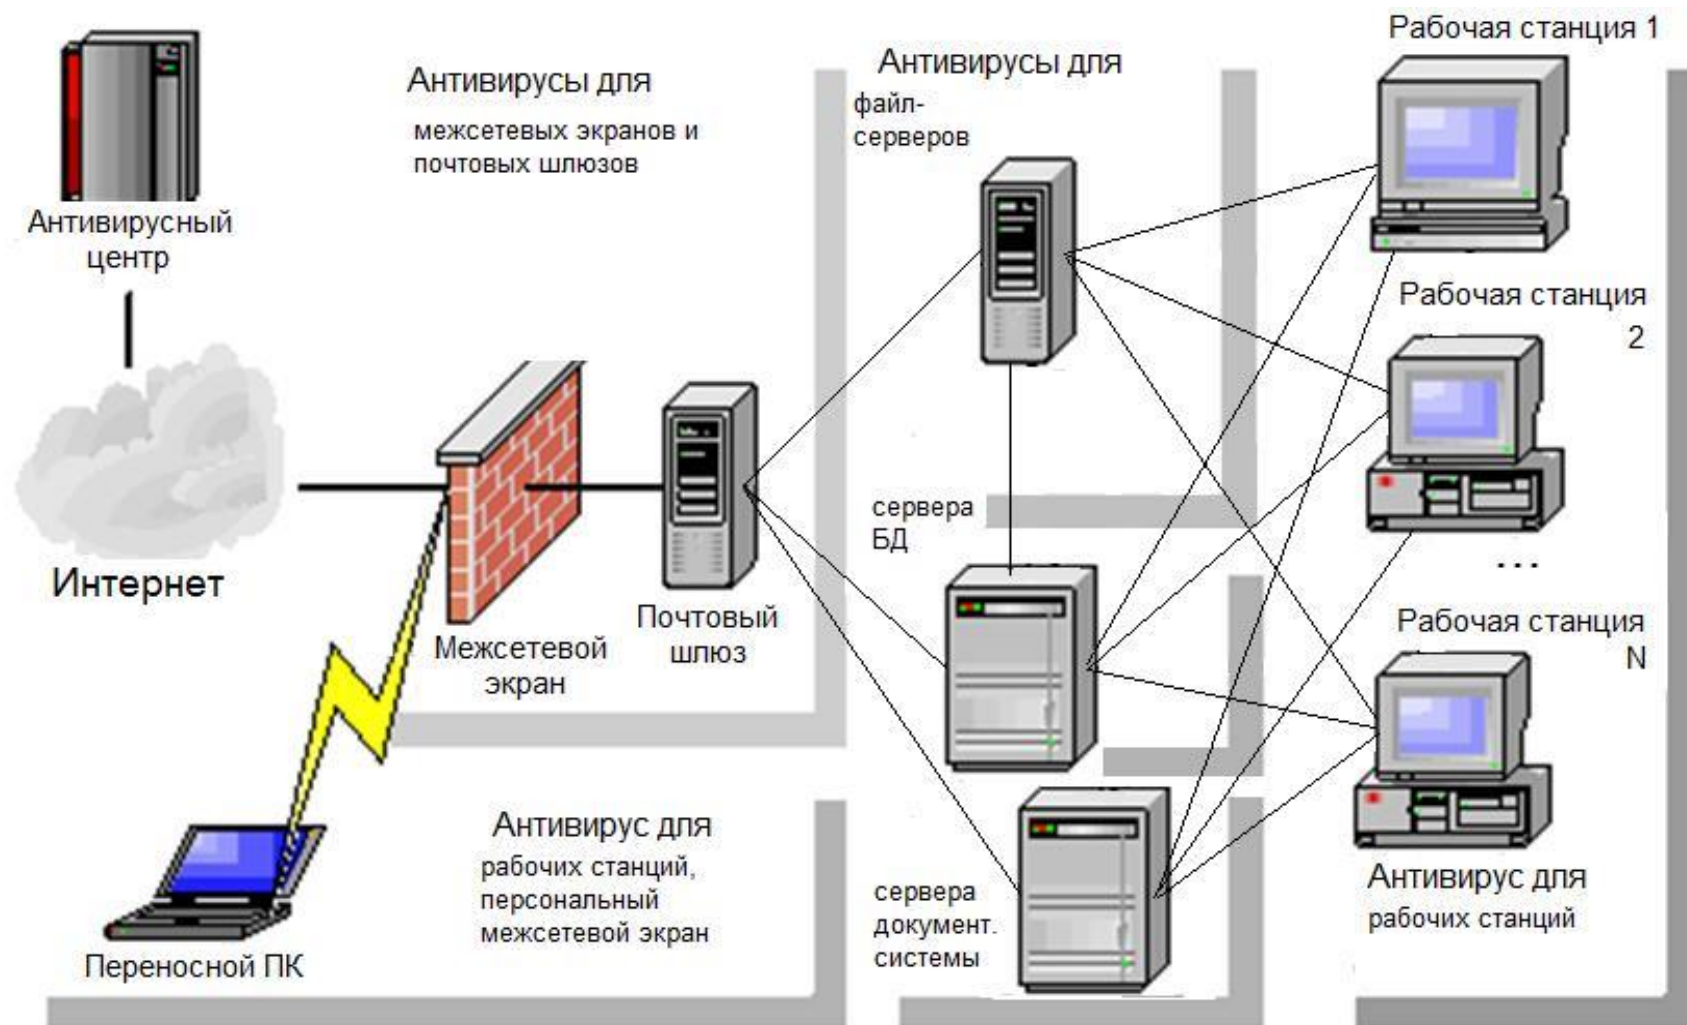 Антивирусный
центр
Антивирусы для
межсетевых экранов и
почтовых шлюзов
Антивирусы для
файл-
серверов
Рабочая станция 1
Рабочая станция
2
Интернет
Межсетевой
экран
Почтовый
шлюз
сервера
БД
...
Рабочая станция
N
Переносной ПК
Антивирус для
рабочих станций,
персональный
межсетевой экран
сервера
документ.
системы
Антивирус для
рабочих станций